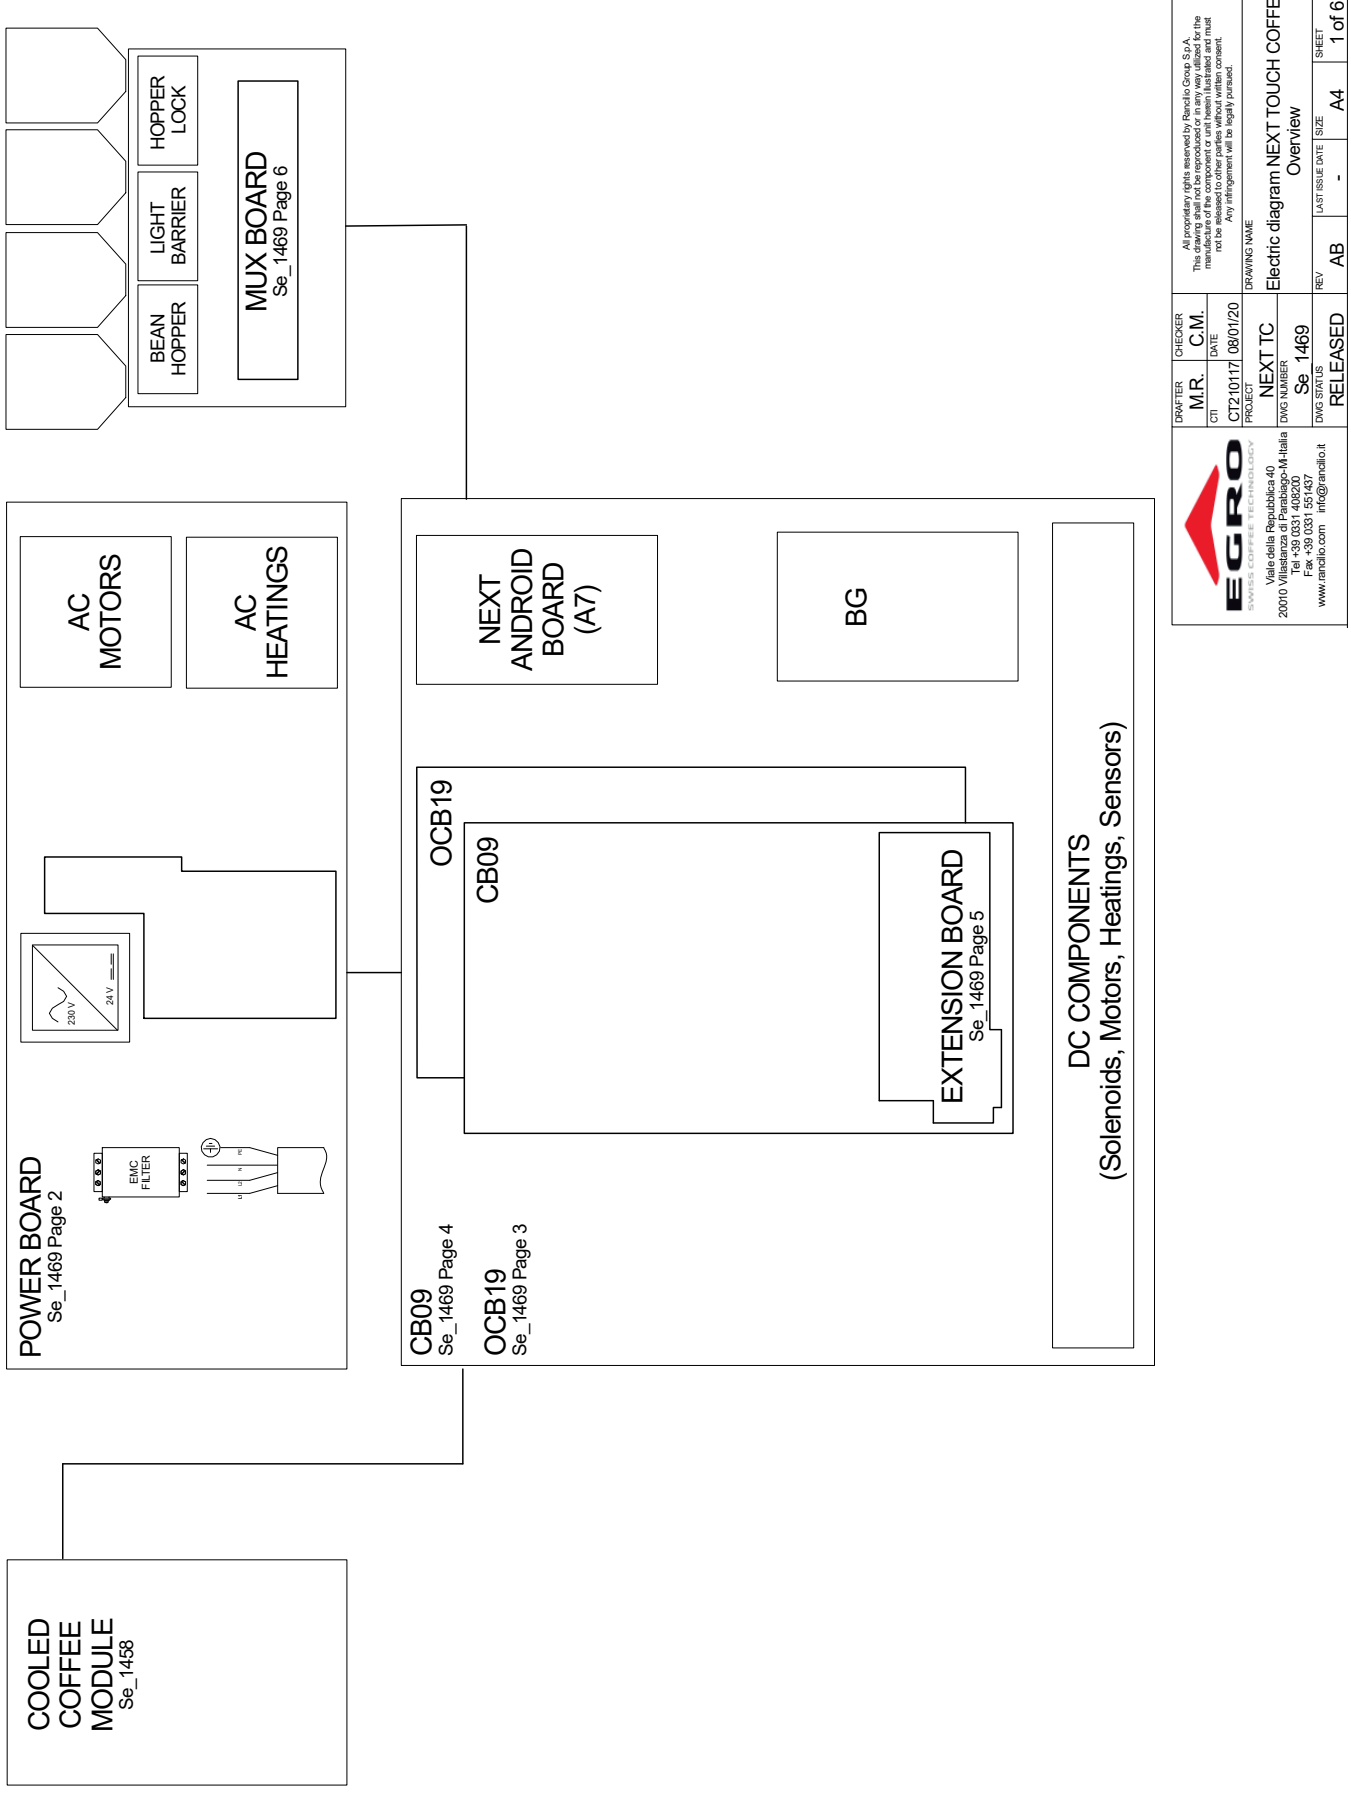 COOLED
COFFEE
MODULE
Se_1458
POWER BOARD
Se_1469 Page 2
EMC
FILTER
L1
L2
N
PE
230 V
24 V
AC
MOTORS
AC
HEATINGS
BEAN
HOPPER
LIGHT
BARRIER
HOPPER
LOCK
MUX BOARD
Se_1469 Page 6
CB09
Se_1469 Page 4
OCB19
Se_1469 Page 3
OCB19
CB09
EXTENSION BOARD
Se_1469 Page 5
NEXT
ANDROID
BOARD
(A7)
BG
DC COMPONENTS
(Solenoids, Motors, Heatings, Sensors)
EGRO
SWISS COFFEE TECHNOLOGY
Viale della Repubblica 40
20010 Villastanza di Parabiago-MI-Italia
Tel +39 0331 408200
Fax +39 0331 551437
www.rancilio.com info@rancilio.it
DRAFTER
M.R.
CHECKER
C.M.
CTI
CT210117
DATE
08/01/20
PROJECT
NEXT TC
DWG NUMBER
Se_1469
DWG STATUS
RELEASED
All proprietary rights reserved by Rancilio Group S.p.A.
This drawing shall not be reproduced or in any way utilized for the
manufacture of the component or unit herein illustrated and must
not be released to other parties without written consent.
Any infringement will be legally pursued.
DRAWING NAME
Electric diagram NEXT TOUCH COFFE
Overview
REV
AB
LAST ISSUE DATE
-
SIZE
A4
SHEET
1 of 6